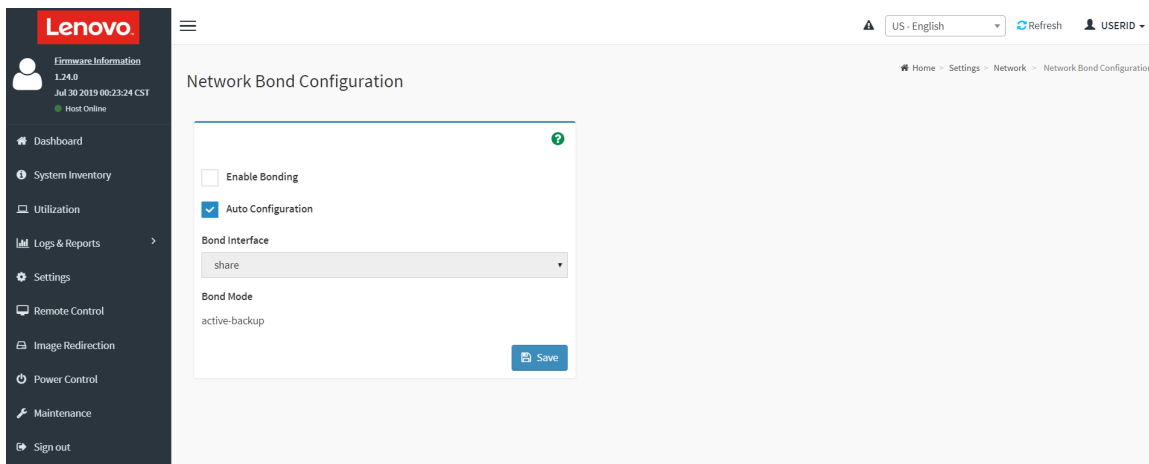 Lenovo
Firmware Information
1.24.0
Jul 30 2019 00:23:24 CST
Host Online
Dashboard
System Inventory
Utilization
Logs & Reports
Settings
Remote Control
Image Redirection
Power Control
Maintenance
Sign out
US - English
Refresh
USERID
Network Bond Configuration
Home > Settings > Network > Network Bond Configuration
Enable Bonding
Auto Configuration
Bond Interface
share
Bond Mode
active-backup
Save